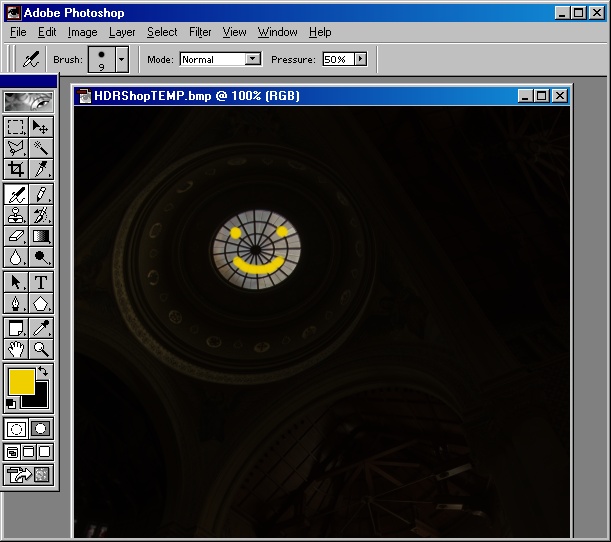 Adobe Photoshop
File Edit Image Layer Select Filter View Window Help
Brush: 9 Mode: Normal Pressure: 50%
HDRShopTEMP.bmp @ 100% (RGB)
T